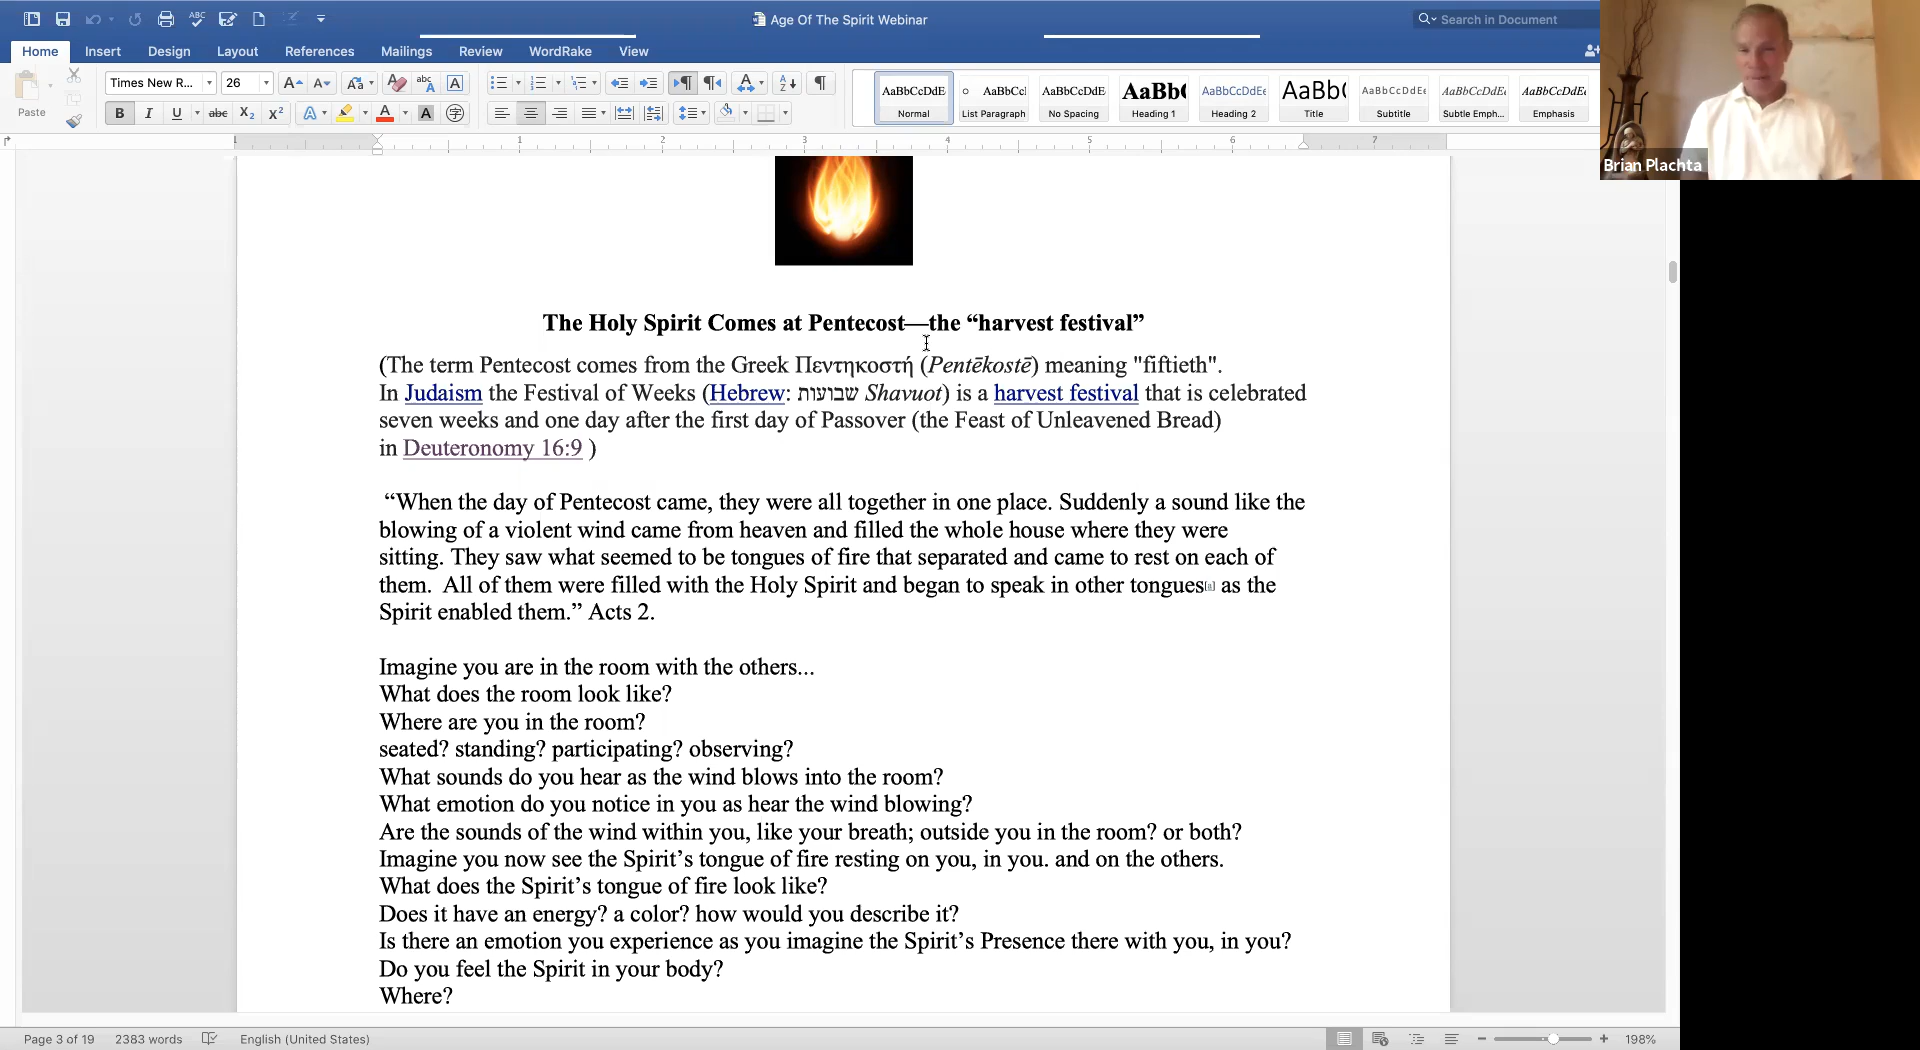 Age Of The Spirit Webinar
Search in Document
Home Insert Design Layout References Mailings Review WordRake View
Paste
Times New R... 26
AaBbCcDdE AaBbCcI AaBbCcDdE AaBb( AaBbCcDdEe AaBb( AaBbCcDdEe AaBbCcDdEe AaBbCcDdEe
Normal List Paragraph No Spacing Heading 1 Heading 2 Title Subtitle Subtle Emph... Emphasis
Brian Plachta
1 1 2 3 4 5 6 7
The Holy Spirit Comes at Pentecost—the “harvest festival”
(The term Pentecost comes from the Greek Πεντηκοστή (Pentēkostē) meaning "fiftieth".
In Judaism the Festival of Weeks (Hebrew: שבועות Shavuot) is a harvest festival that is celebrated
seven weeks and one day after the first day of Passover (the Feast of Unleavened Bread)
in Deuteronomy 16:9 )
“When the day of Pentecost came, they were all together in one place. Suddenly a sound like the
blowing of a violent wind came from heaven and filled the whole house where they were
sitting. They saw what seemed to be tongues of fire that separated and came to rest on each of
them. All of them were filled with the Holy Spirit and began to speak in other tongues[a] as the
Spirit enabled them.” Acts 2.
Imagine you are in the room with the others...
What does the room look like?
Where are you in the room?
seated? standing? participating? observing?
What sounds do you hear as the wind blows into the room?
What emotion do you notice in you as hear the wind blowing?
Are the sounds of the wind within you, like your breath; outside you in the room? or both?
Imagine you now see the Spirit’s tongue of fire resting on you, in you. and on the others.
What does the Spirit’s tongue of fire look like?
Does it have an energy? a color? how would you describe it?
Is there an emotion you experience as you imagine the Spirit’s Presence there with you, in you?
Do you feel the Spirit in your body?
Where?
Page 3 of 19 2383 words English (United States) 198%